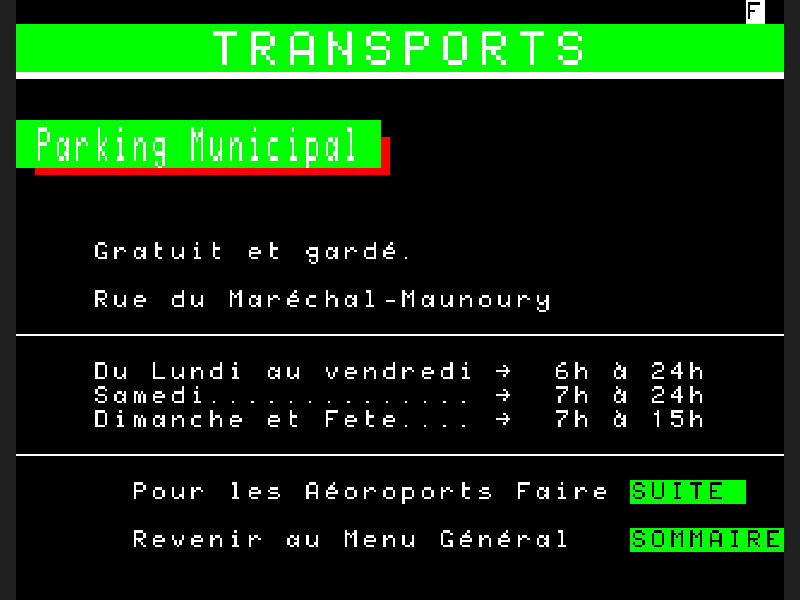 F
TRANSPORTS
Parking Municipal
Gratuit et gardé.
Rue du Maréchal-Maunoury
Du Lundi au vendredi → 6h à 24h
Samedi.............. → 7h à 24h
Dimanche et Fete.... → 7h à 15h
Pour les Aéoroports Faire SUITE
Revenir au Menu Général SOMMAIRE